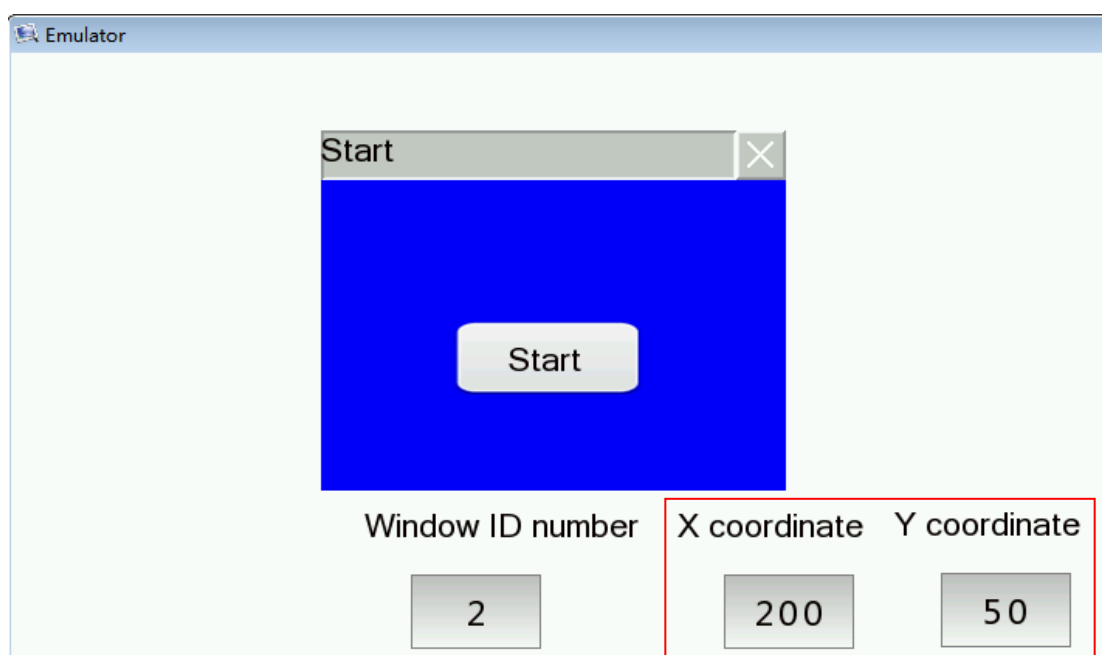 Emulator
Start
Start
Window ID number
X coordinate
Y coordinate
2
200
50